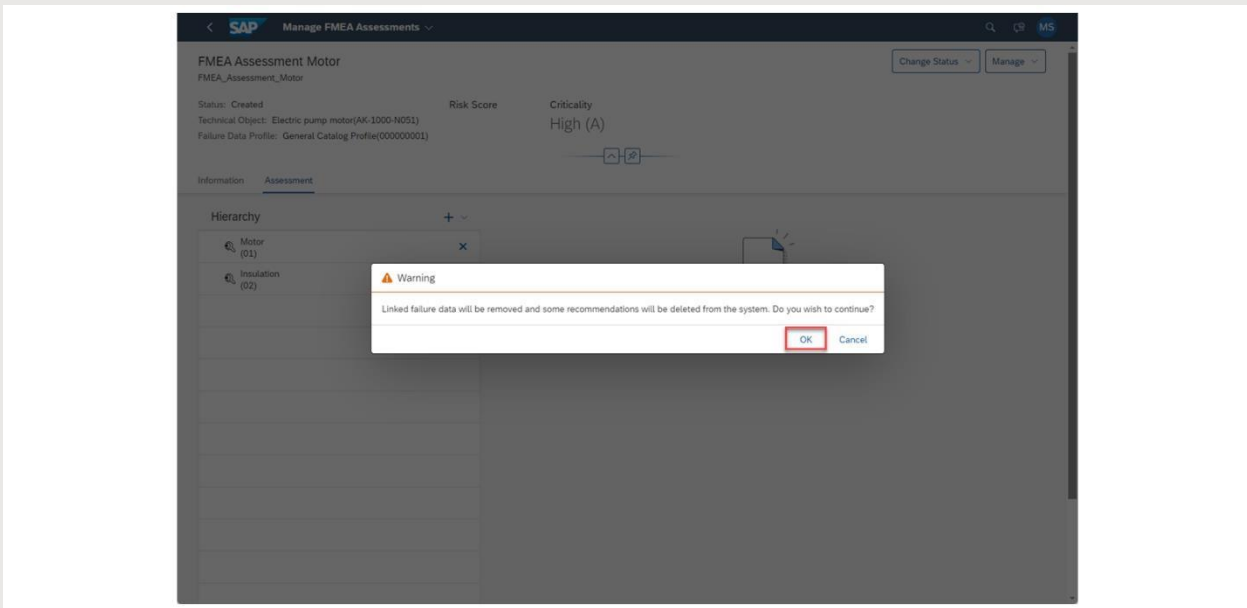 SAP Manage FMEA Assessments MS
FMEA Assessment Motor Change Status Manage
FMEA_Assessment_Motor
Status: Created Risk Score Criticality
Technical Object: Electric pump motor(AK-1000-N051) High (A)
Failure Data Profile: General Catalog Profile(000000001)
Information Assessment
Hierarchy
Motor
(01)
Insulation
(02)
Warning
Linked failure data will be removed and some recommendations will be deleted from the system. Do you wish to continue?
OK Cancel